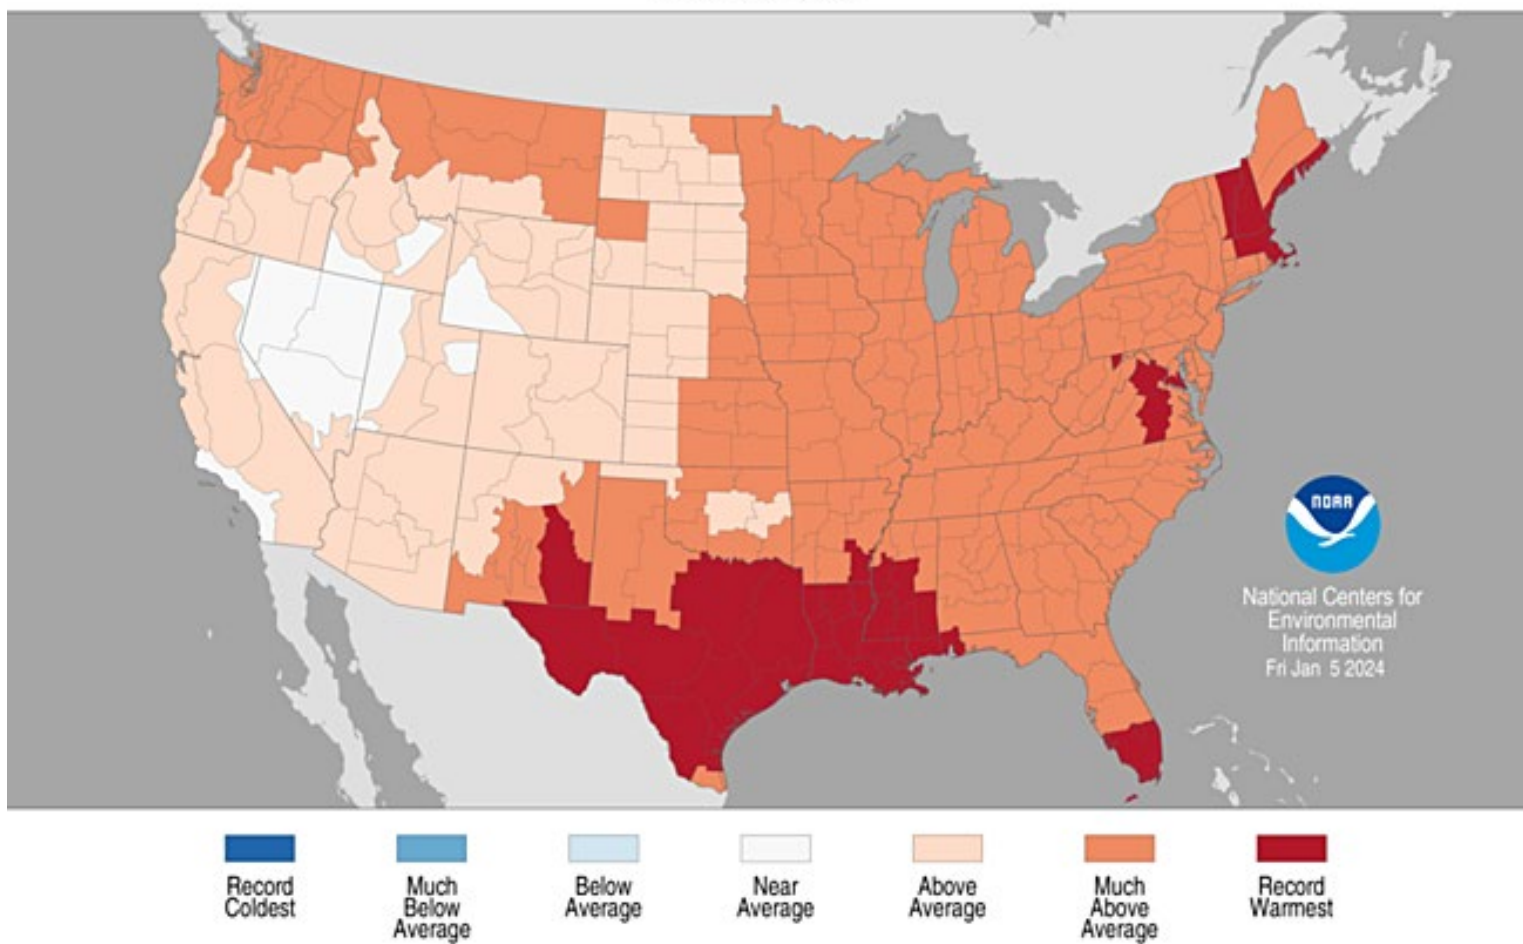 NOAA
National Centers for
Environmental
Information
Fri Jan 5 2024
Record
Coldest
Much
Below
Average
Below
Average
Near
Average
Above
Average
Much
Above
Average
Record
Warmest